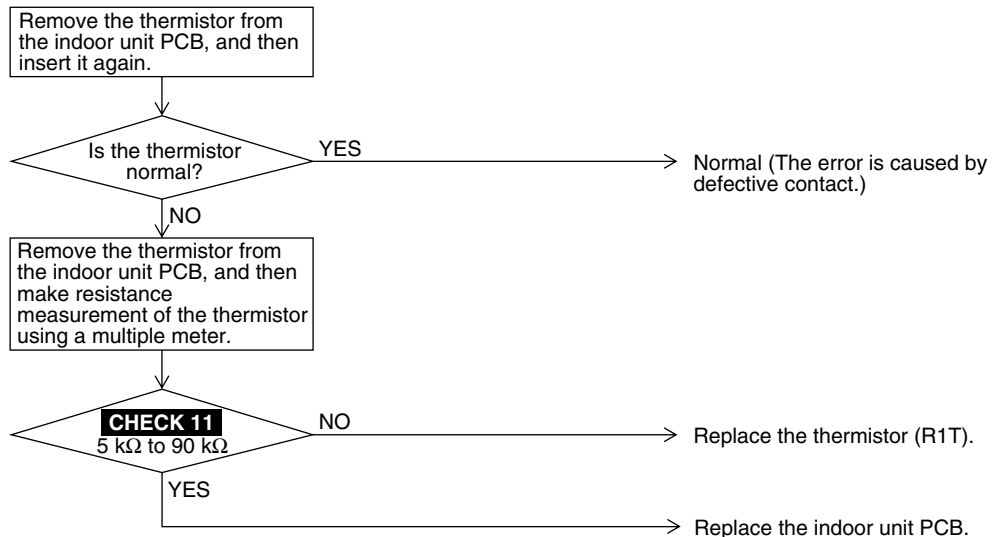 Remove the thermistor from
the indoor unit PCB, and then
insert it again.
Is the thermistor
normal?
YES
Normal (The error is caused by
defective contact.)
NO
Remove the thermistor from
the indoor unit PCB, and then
make resistance
measurement of the thermistor
using a multiple meter.
CHECK 11
5 kΩ to 90 kΩ
NO
Replace the thermistor (R1T).
YES
Replace the indoor unit PCB.